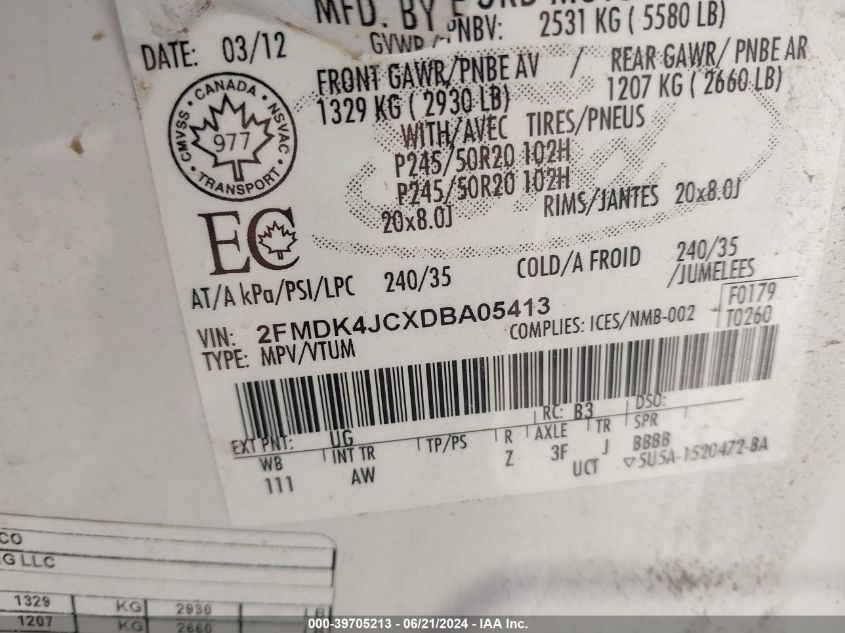 MFD. BY F
DATE: 03/12
GVWR / PNBV: 2531 KG ( 5580 LB)
FRONT GAWR/PNBE AV / REAR GAWR/ PNBE AR
1329 KG ( 2930 LB) 1207 KG ( 2660 LB)
WITH/AVEC TIRES/PNEUS
P245/50R20 102H
P245/50R20 102H
20x8.0J RIMS/JANTES 20x8.0J
CANADA
CMVSS NSVAC
977
TRANSPORT
EC
AT/A kPa/PSI/LPC 240/35 COLD/A FROID 240/35
/JUMELEES
VIN: 2FMDK4JCXDBA05413 F0179
TYPE: MPV/VTUM COMPLIES: ICES/NMB-002 T0260
RC: B3 DSO:
EXT PNT: UG
WB INT TR TP/PS R AXLE TR SPR
111 AW Z 3F J BBBB
UCT ▽5U5A-1520472-BA
CO
G LLC
1329 KG 2930 LB
1207 KG 2660 LB
000-39705213 - 06/21/2024 - IAA Inc.